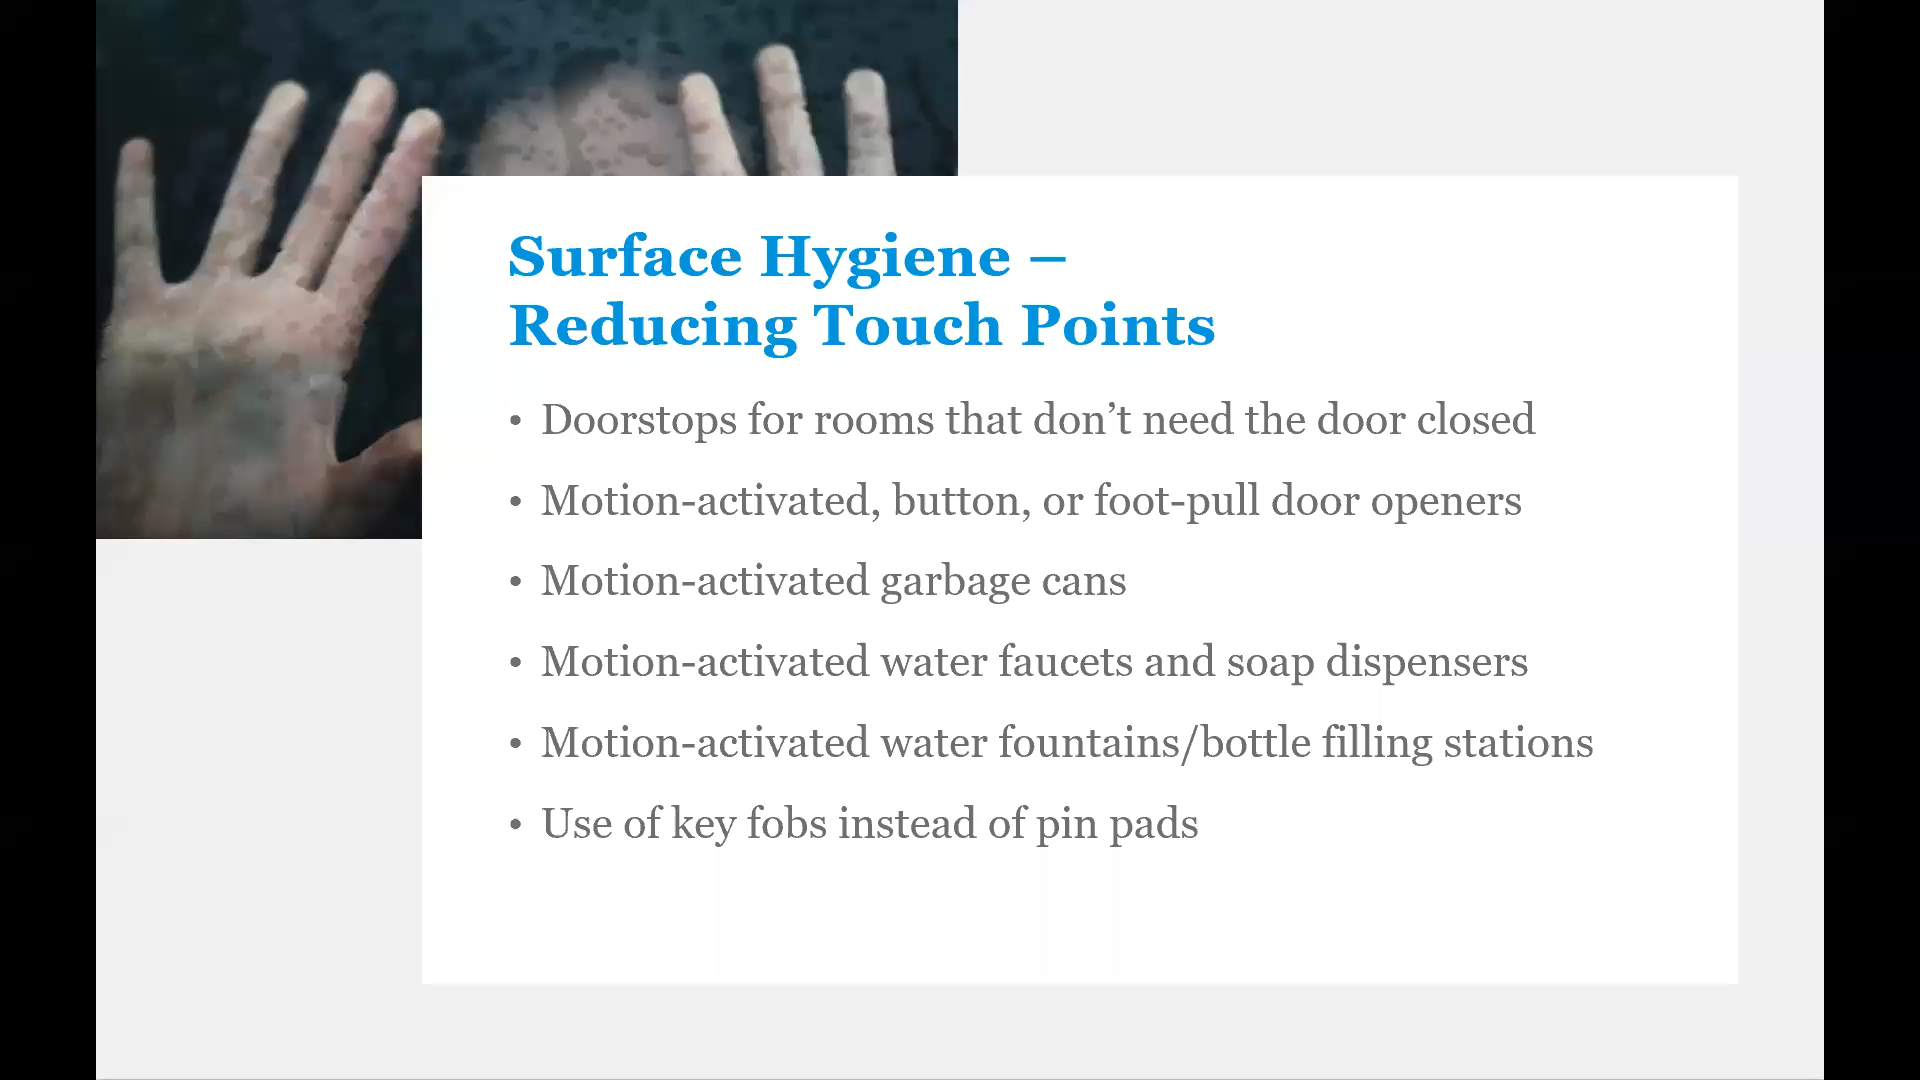 Surface Hygiene –
Reducing Touch Points
• Doorstops for rooms that don’t need the door closed
• Motion-activated, button, or foot-pull door openers
• Motion-activated garbage cans
• Motion-activated water faucets and soap dispensers
• Motion-activated water fountains/bottle filling stations
• Use of key fobs instead of pin pads